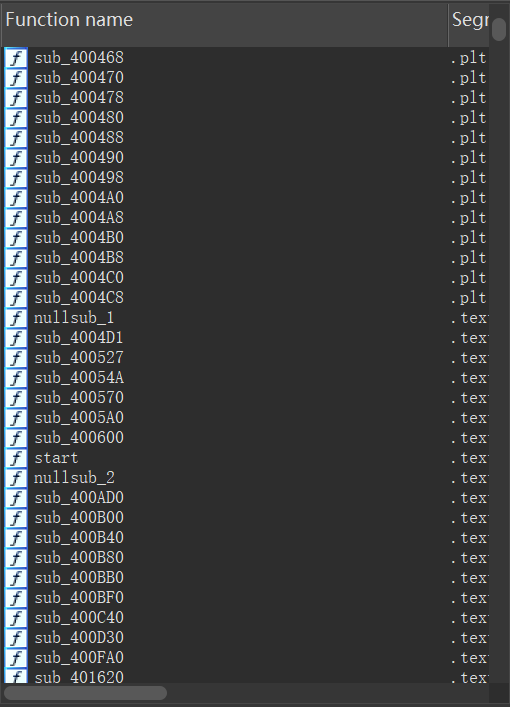 Function name Segr
f sub_400468 .plt
f sub_400470 .plt
f sub_400478 .plt
f sub_400480 .plt
f sub_400488 .plt
f sub_400490 .plt
f sub_400498 .plt
f sub_4004A0 .plt
f sub_4004A8 .plt
f sub_4004B0 .plt
f sub_4004B8 .plt
f sub_4004C0 .plt
f sub_4004C8 .plt
f nullsub_1 .tex
f sub_4004D1 .tex
f sub_400527 .tex
f sub_40054A .tex
f sub_400570 .tex
f sub_4005A0 .tex
f sub_400600 .tex
f start .tex
f nullsub_2 .tex
f sub_400AD0 .tex
f sub_400B00 .tex
f sub_400B40 .tex
f sub_400B80 .tex
f sub_400BB0 .tex
f sub_400BF0 .tex
f sub_400C40 .tex
f sub_400D30 .tex
f sub_400FA0 .tex
f sub_401620 .tex